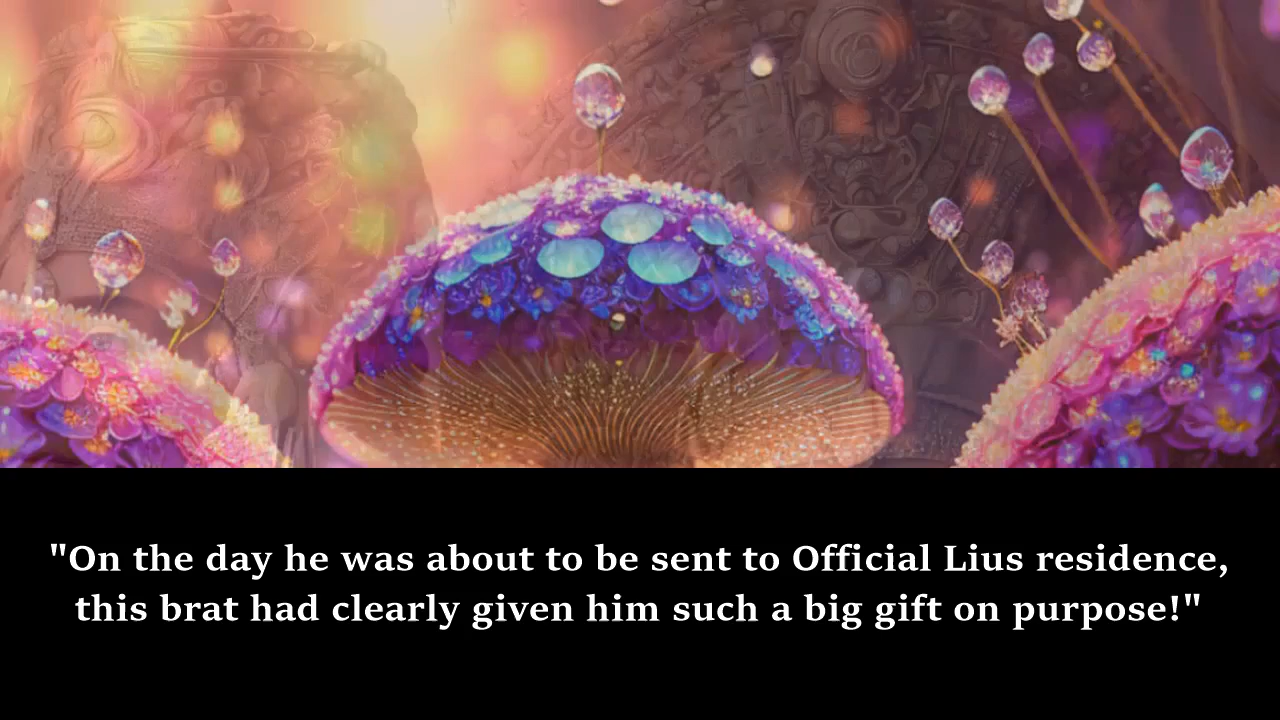 "On the day he was about to be sent to Official Lius residence,
this brat had clearly given him such a big gift on purpose!"